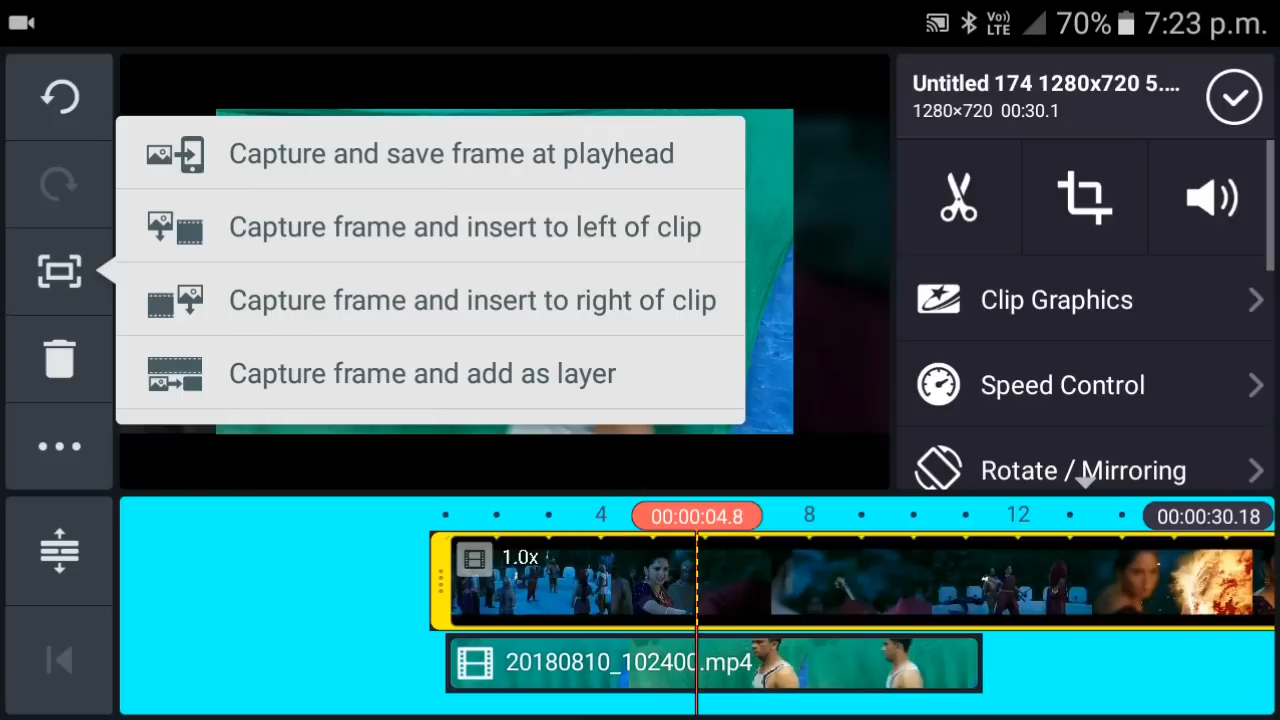 Vo))
LTE
70%
7:23 p.m.
Untitled 174 1280x720 5....
1280×720 00:30.1
Capture and save frame at playhead
Capture frame and insert to left of clip
Capture frame and insert to right of clip
Capture frame and add as layer
Clip Graphics
Speed Control
Rotate / Mirroring
4
00:00:04.8
8
12
00:00:30.18
1.0x
20180810_102400.mp4